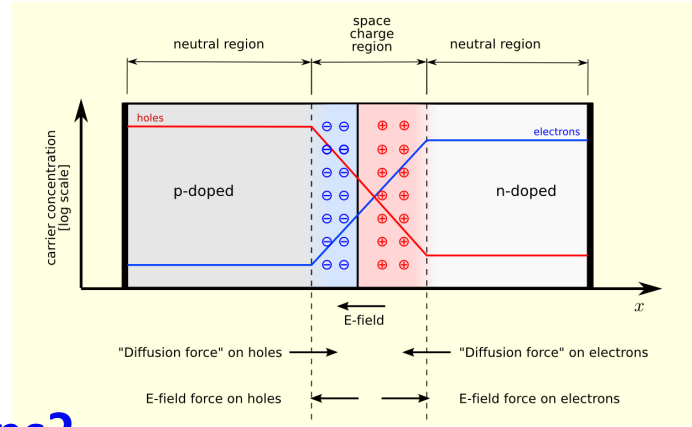 space
charge
region
neutral region
neutral region
holes
electrons
carrier concentration
[log scale]
p-doped
n-doped
⊖ ⊖ ⊕ ⊕
⊖ ⊖ ⊕ ⊕
⊖ ⊖ ⊕ ⊕
⊖ ⊖ ⊕ ⊕
⊖ ⊖ ⊕ ⊕
⊖ ⊖ ⊕ ⊕
⊖ ⊖ ⊕ ⊕
x
E-field
"Diffusion force" on holes
"Diffusion force" on electrons
E-field force on holes
E-field force on electrons